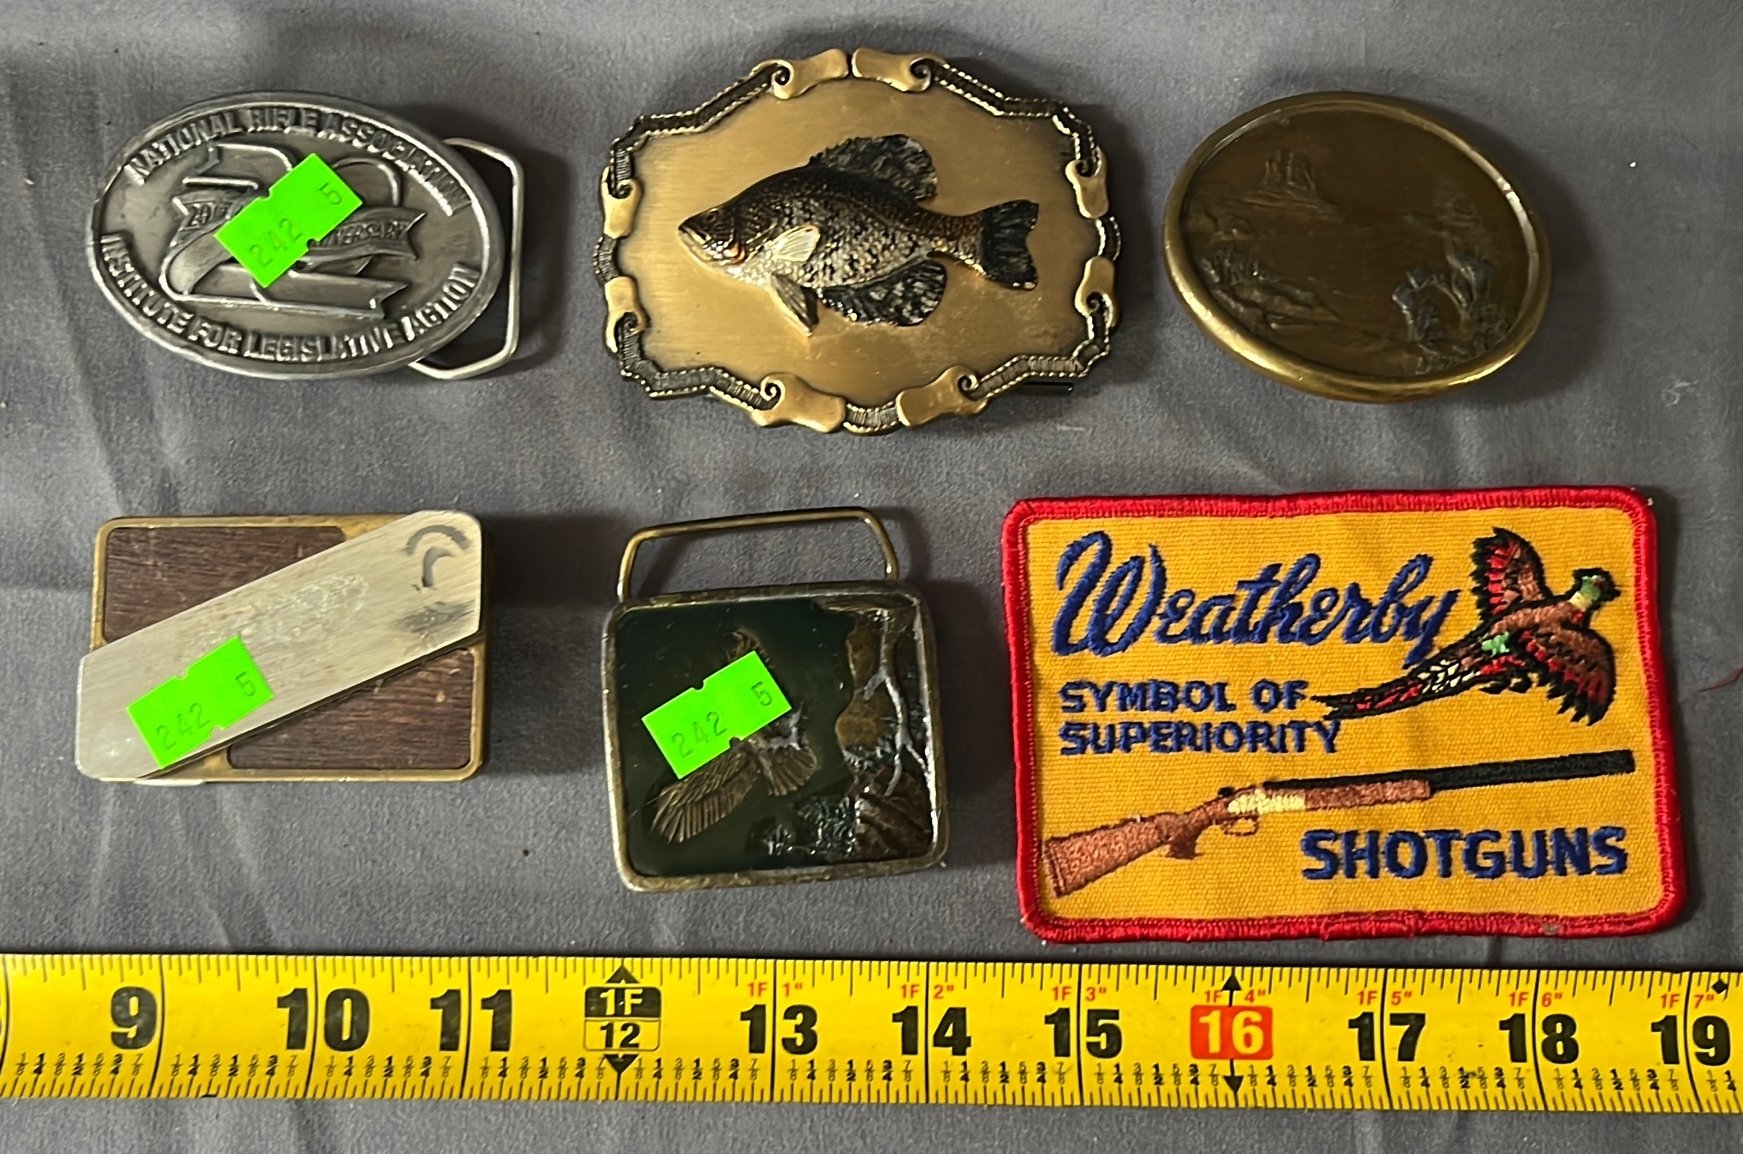 NATIONAL RIFLE ASSOCIATION
20TH ANNIVERSARY
INSTITUTE FOR LEGISLATIVE ACTION
242 5
242 5
242 5
Weatherby
SYMBOL OF
SUPERIORITY
SHOTGUNS
1F 1F 1" 1F 2" 1F 3" 1F 4" 1F 5" 1F 6" 1F 7"
9 10 11 12 13 14 15 16 17 18 19